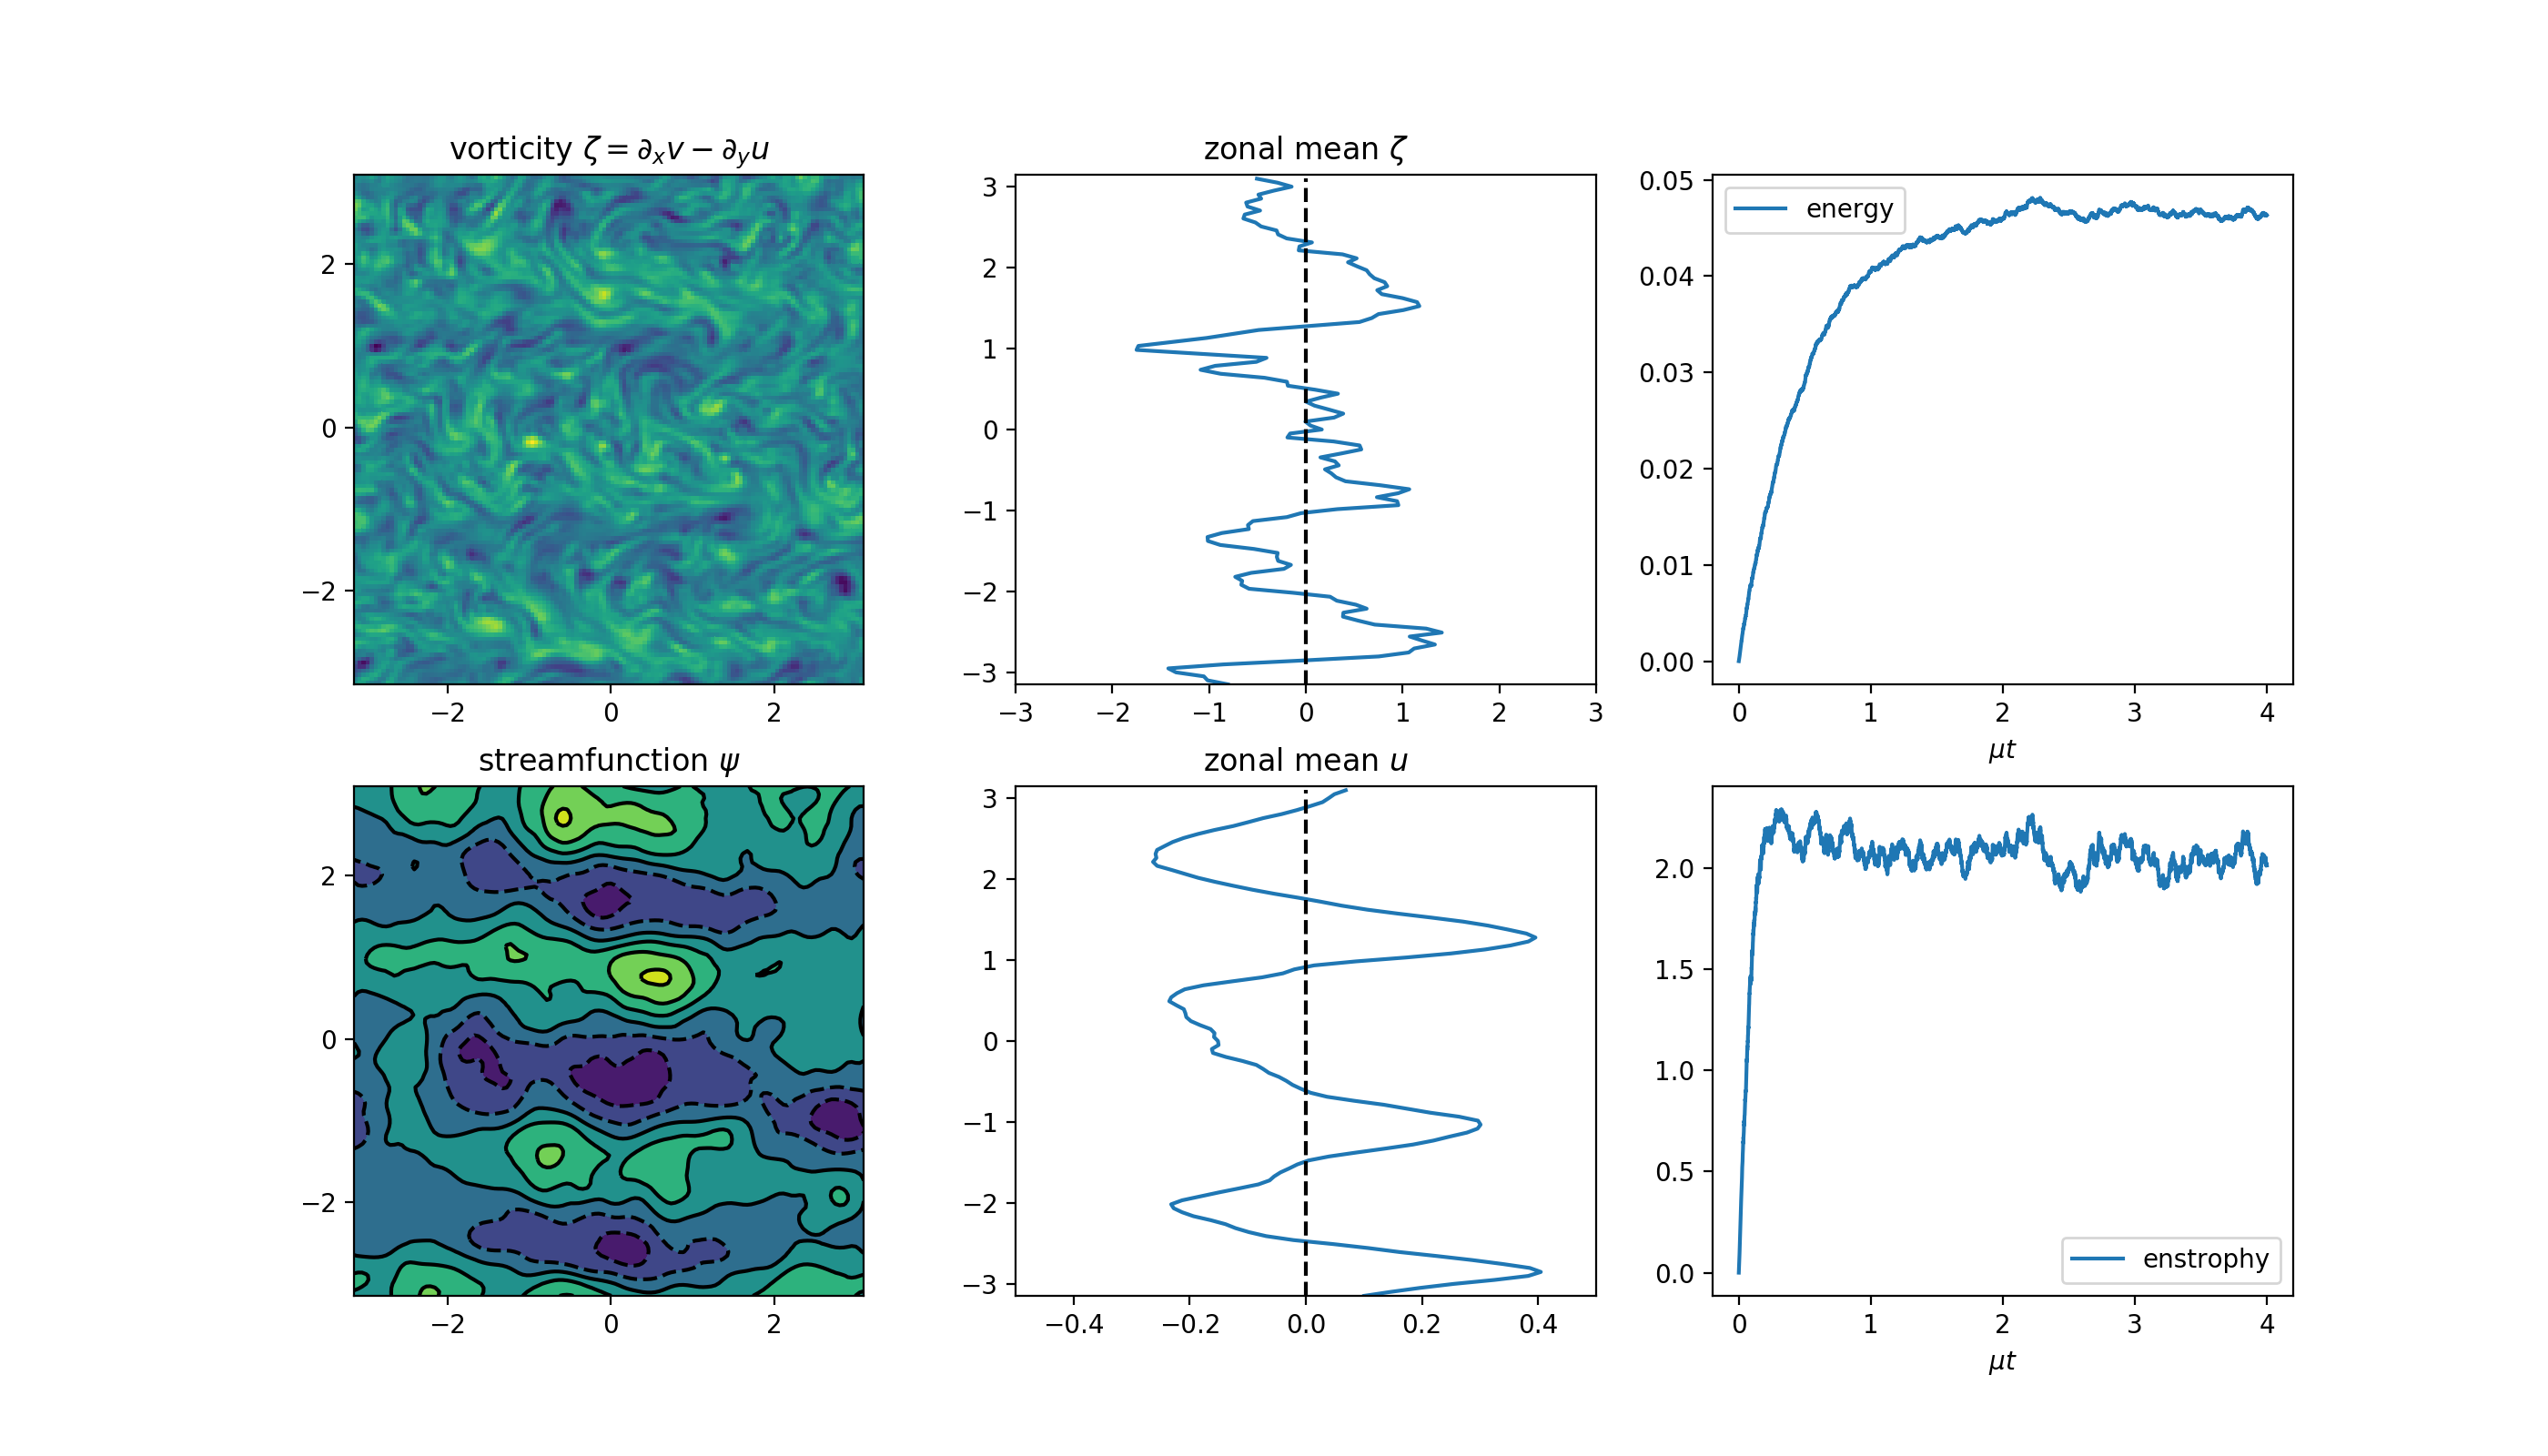 vorticity ζ = ∂ₓv − ∂ᵧu
2
0
−2
−2 0 2
zonal mean ζ
3
2
1
0
−1
−2
−3
−3 −2 −1 0 1 2 3
0.05
0.04
0.03
0.02
0.01
0.00
energy
0 1 2 3 4
μt
streamfunction ψ
2
0
−2
−2 0 2
zonal mean u
3
2
1
0
−1
−2
−3
−0.4 −0.2 0.0 0.2 0.4
2.0
1.5
1.0
0.5
0.0
enstrophy
0 1 2 3 4
μt